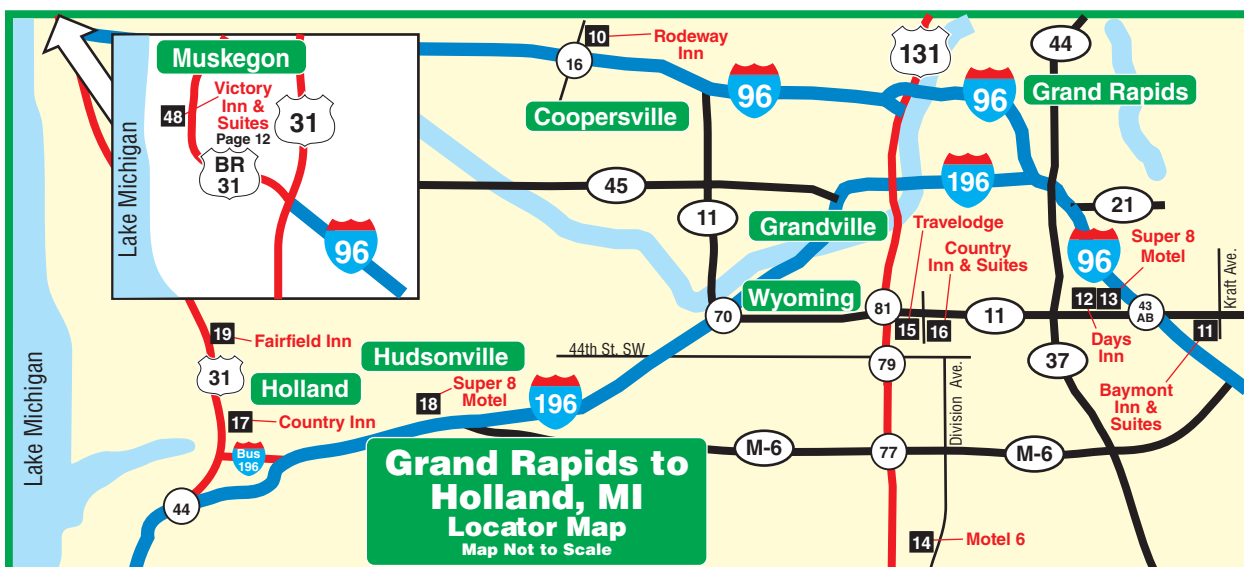 Muskegon
48
Victory
Inn &
Suites
Page 12
31
BR
31
96
Lake Michigan
10
Rodeway
Inn
16
Coopersville
96
131
96
44
Grand Rapids
45
11
196
21
Grandville
Travelodge
Country
Inn & Suites
96
Super 8
Motel
Kraft Ave.
Wyoming
70
81
15
16
11
12
13
43
AB
11
Days
Inn
Baymont
Inn &
Suites
19
Fairfield Inn
31
Holland
Hudsonville
44th St. SW
79
37
18
Super 8
Motel
196
17
Country Inn
Bus
196
44
Lake Michigan
Division Ave.
M-6
77
M-6
14
Motel 6
Grand Rapids to
Holland, MI
Locator Map
Map Not to Scale